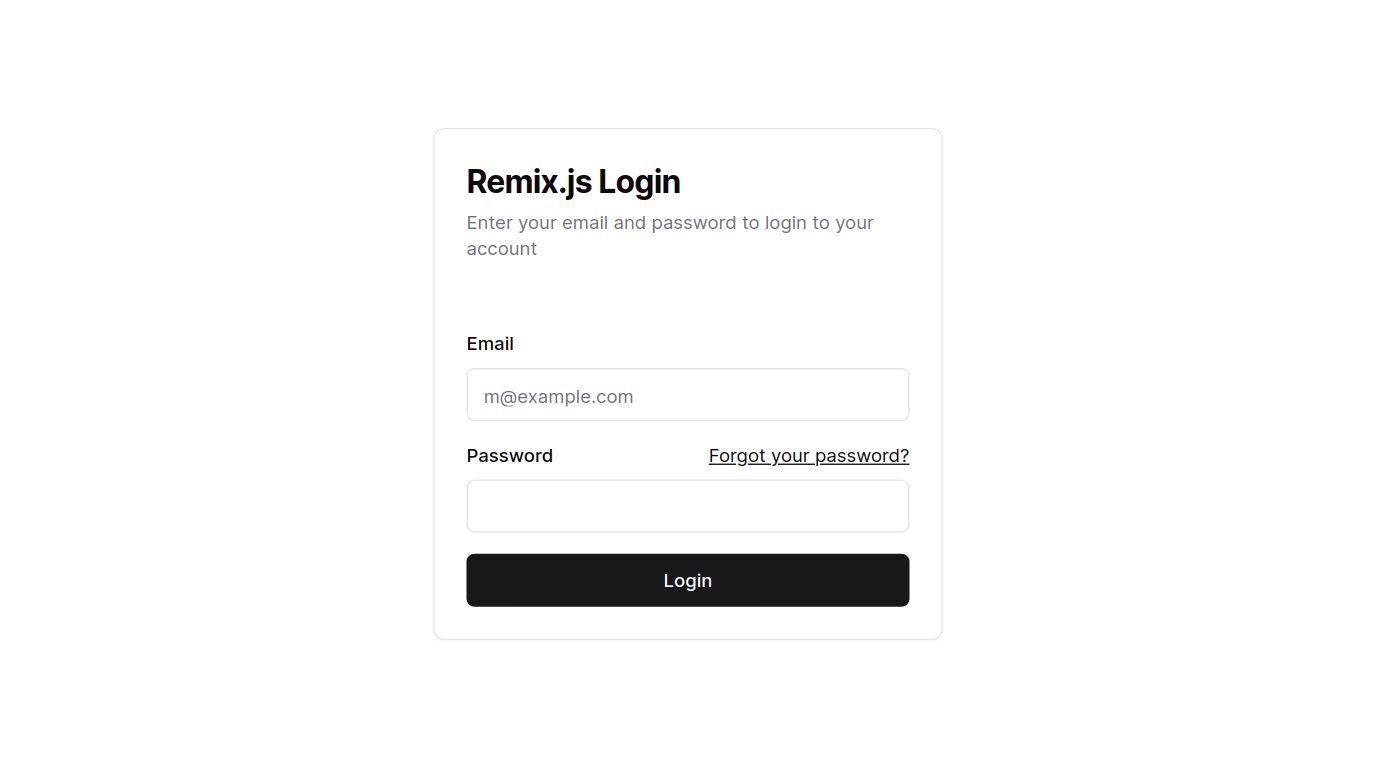 Remix.js Login
Enter your email and password to login to your
account
Email
m@example.com
Password Forgot your password?
Login